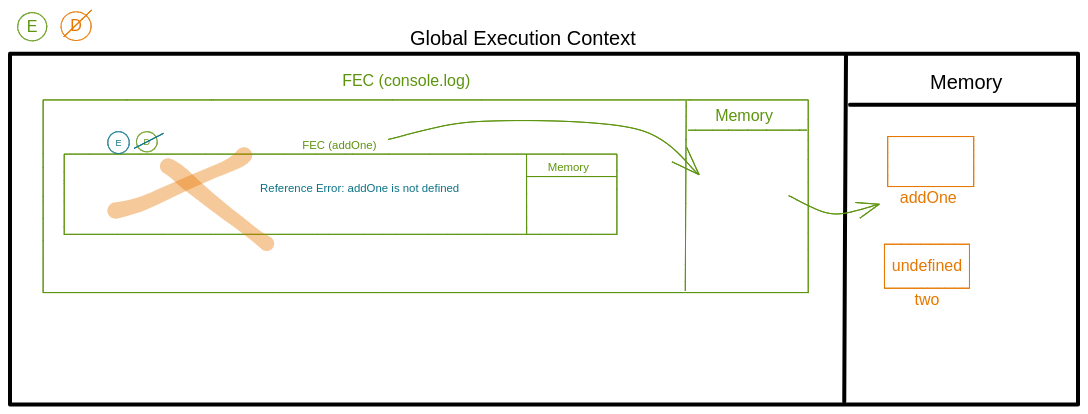 E D
Global Execution Context
FEC (console.log)
Memory
Memory
E D
FEC (addOne)
Memory
Reference Error: addOne is not defined
addOne
undefined
two